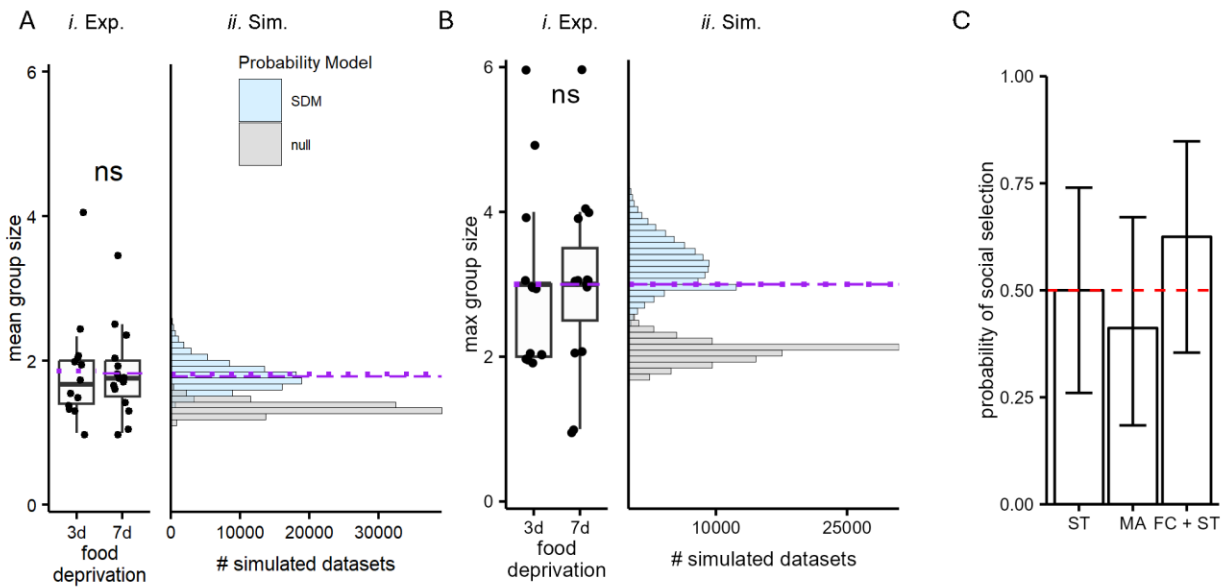 A
i. Exp.
ii. Sim.
Probability Model
SDM
null
mean group size
6
4
2
0
ns
3d
7d
food
deprivation
0
10000
20000
30000
# simulated datasets
B
i. Exp.
ii. Sim.
max group size
6
4
2
0
ns
3d
7d
food
deprivation
10000
25000
# simulated datasets
C
probability of social selection
1.00
0.75
0.50
0.25
0.00
ST
MA
FC + ST